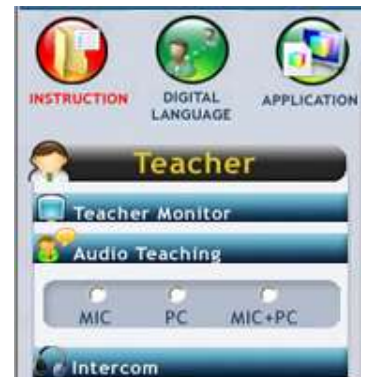 INSTRUCTION DIGITAL LANGUAGE APPLICATION
Teacher
Teacher Monitor
Audio Teaching
MIC PC MIC+PC
Intercom